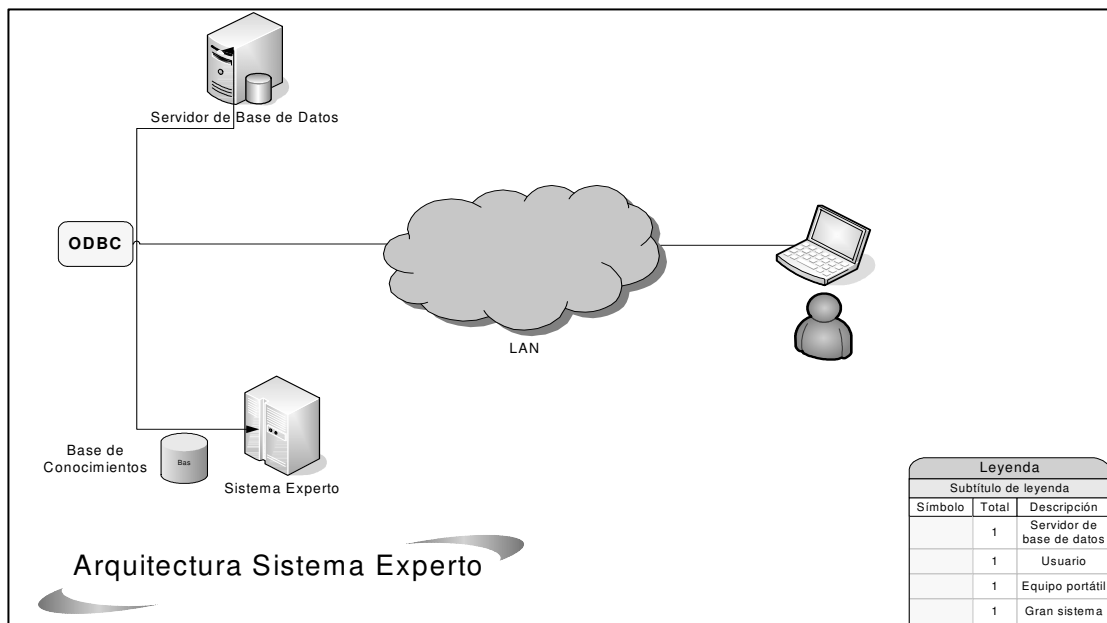 Servidor de Base de Datos
ODBC
LAN
Base de
Conocimientos
Bas
Sistema Experto
Arquitectura Sistema Experto
Leyenda
Subtítulo de leyenda
Símbolo Total Descripción
1 Servidor de
base de datos
1 Usuario
1 Equipo portátil
1 Gran sistema